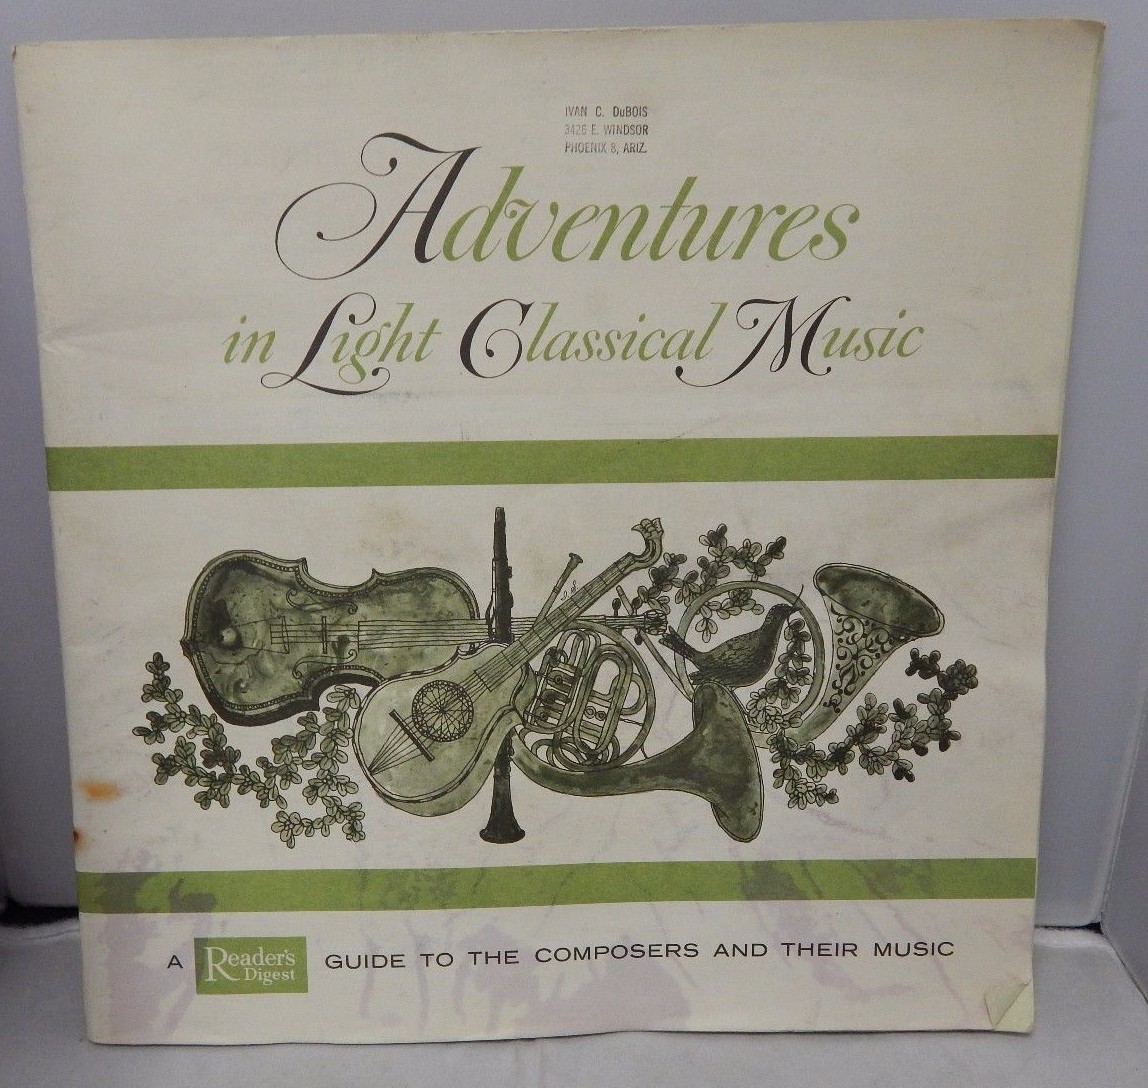 IVAN C. DuBOIS
3426 E. WINDSOR
PHOENIX 8, ARIZ.
Adventures
in Light Classical Music
A Reader's Digest GUIDE TO THE COMPOSERS AND THEIR MUSIC